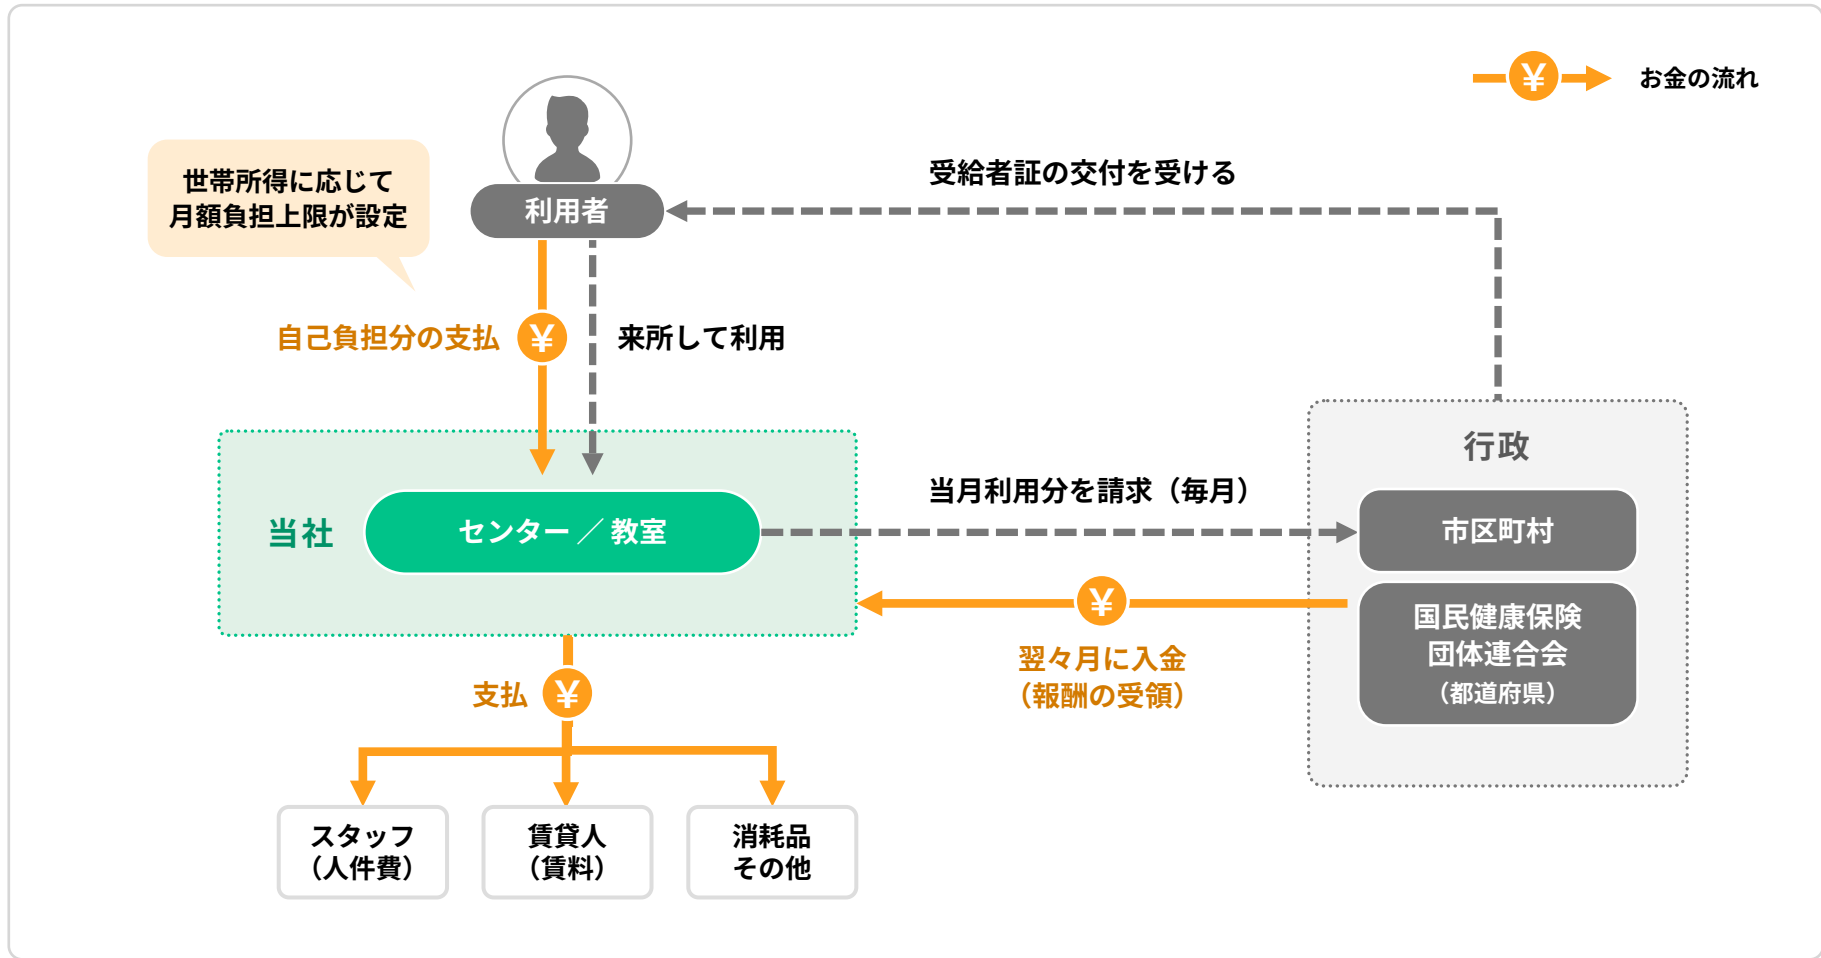 ¥
お金の流れ
世帯所得に応じて
月額負担上限が設定
利用者
受給者証の交付を受ける
自己負担分の支払
¥
来所して利用
行政
当社
センター ／ 教室
当月利用分を請求（毎月）
市区町村
¥
翌々月に入金
（報酬の受領）
国民健康保険
団体連合会
（都道府県）
支払
¥
スタッフ
（人件費）
賃貸人
（賃料）
消耗品
その他